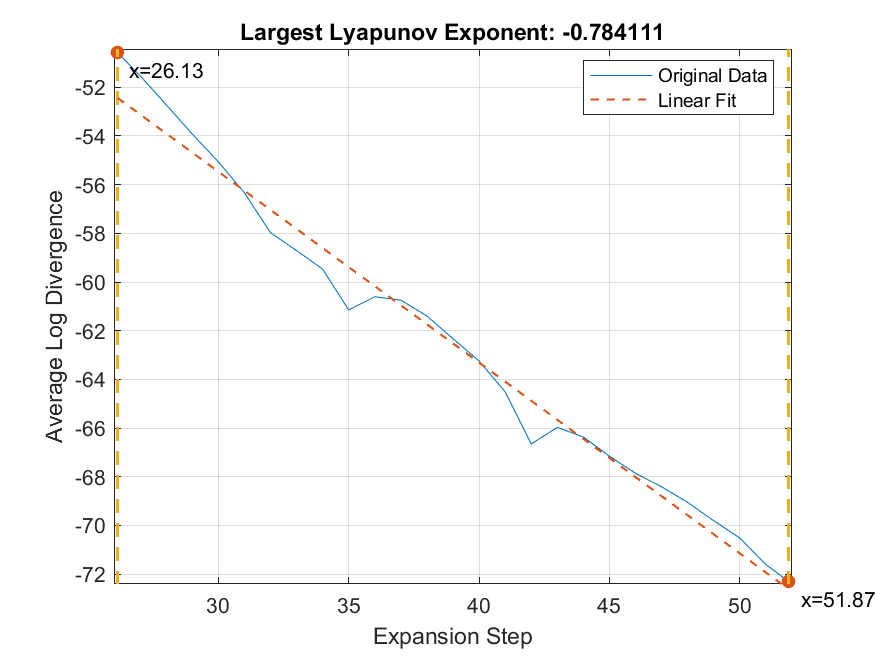 Largest Lyapunov Exponent: -0.784111
x=26.13
Original Data
Linear Fit
-52
-54
-56
-58
-60
-62
-64
-66
-68
-70
-72
Average Log Divergence
x=51.87
30 35 40 45 50
Expansion Step